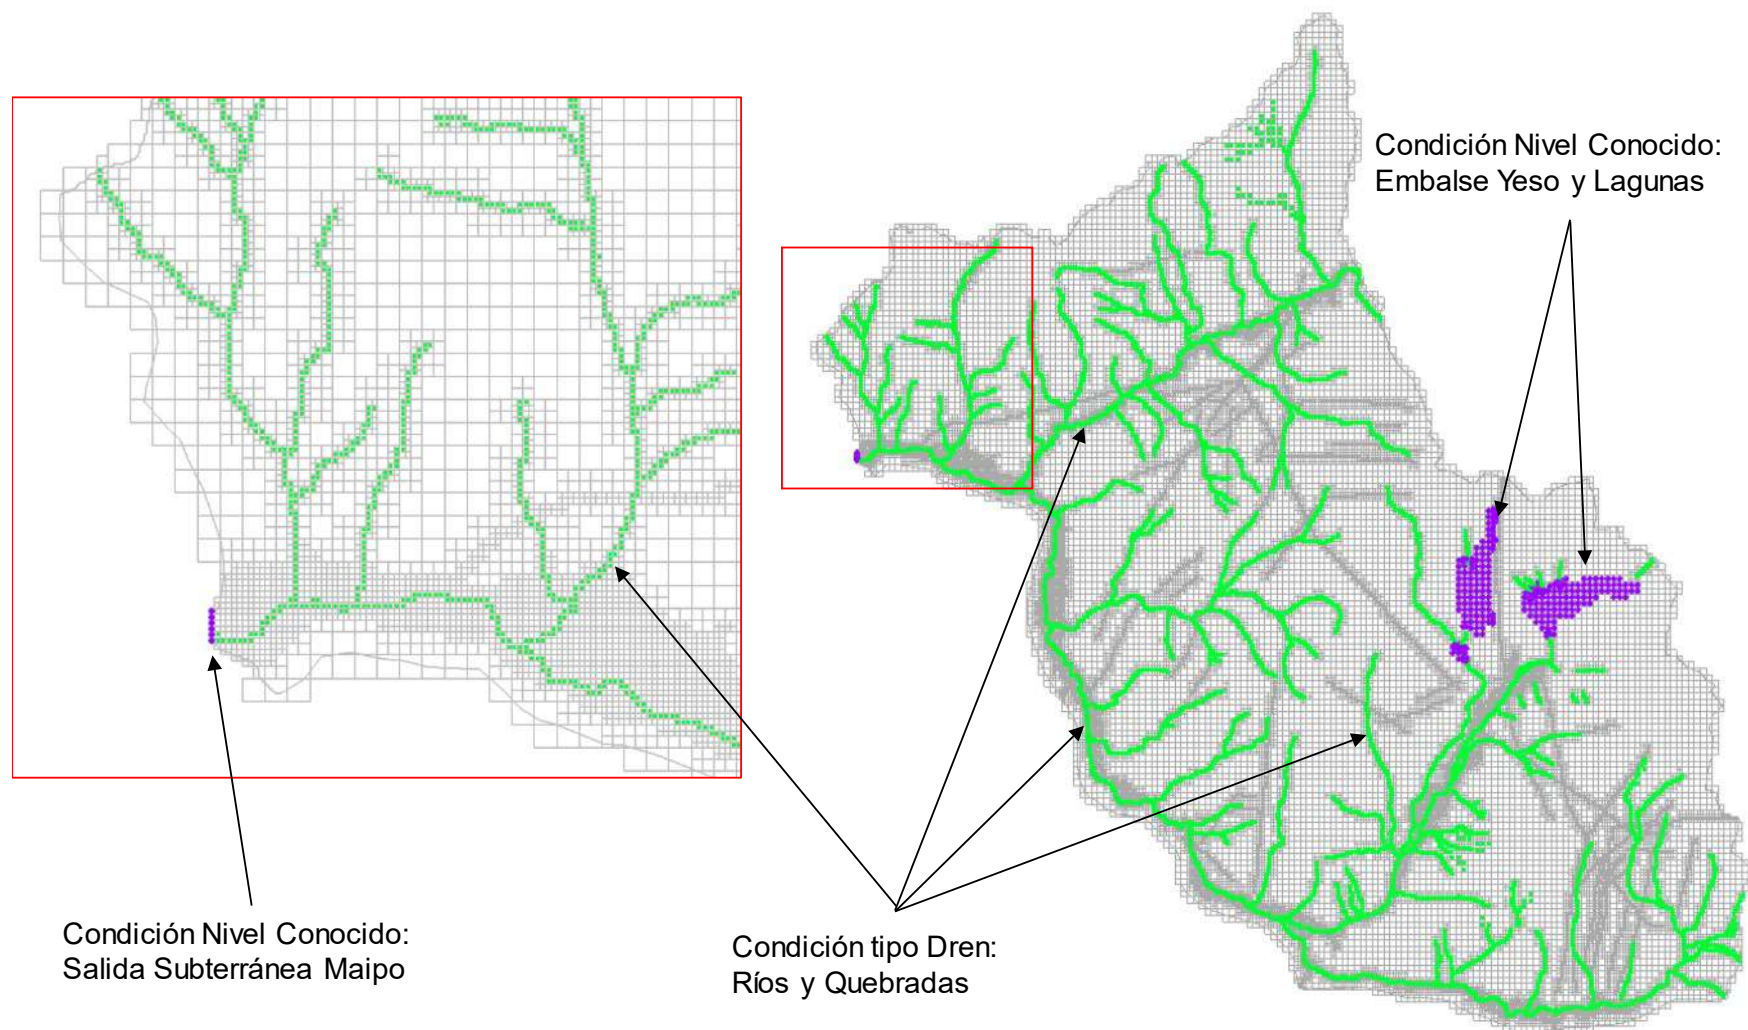 Condición Nivel Conocido:
Embalse Yeso y Lagunas
Condición Nivel Conocido:
Salida Subterránea Maipo
Condición tipo Dren:
Ríos y Quebradas